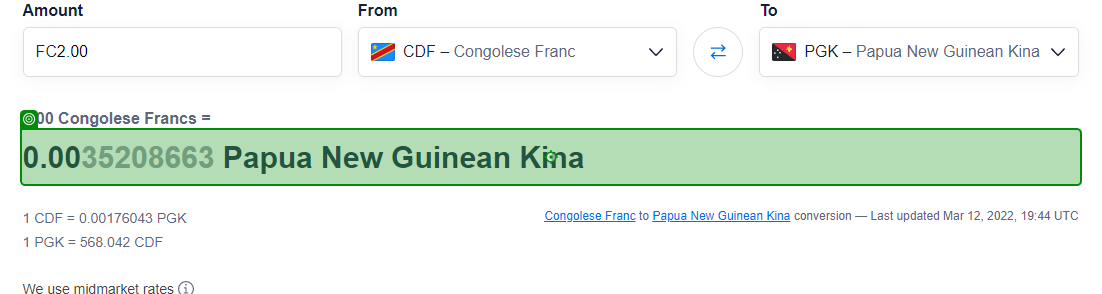 Amount
From
To
FC2.00
CDF – Congolese Franc
PGK – Papua New Guinean Kina
00 Congolese Francs =
0.0035208663 Papua New Guinean Kina
1 CDF = 0.00176043 PGK
Congolese Franc to Papua New Guinean Kina conversion — Last updated Mar 12, 2022, 19:44 UTC
1 PGK = 568.042 CDF
We use midmarket rates